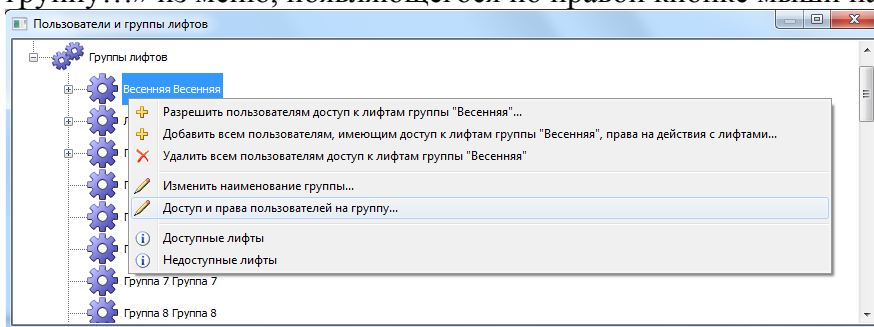 группу…» из меню, появляющегося по правой кнопке мыши на
Пользователи и группы лифтов
Группы лифтов
Весенняя Весенняя
Разрешить пользователям доступ к лифтам группы "Весенняя"...
Добавить всем пользователям, имеющим доступ к лифтам группы "Весенняя", права на действия с лифтами...
Удалить всем пользователям доступ к лифтам группы "Весенняя"
Изменить наименование группы...
Доступ и права пользователей на группу...
Доступные лифты
Недоступные лифты
Группа 7 Группа 7
Группа 8 Группа 8